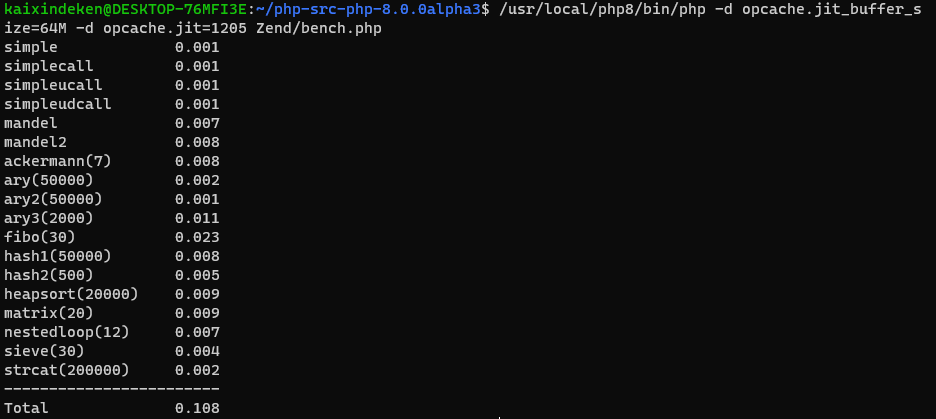 kaixindeken@DESKTOP-76MFI3E:~/php-src-php-8.0.0alpha3$ /usr/local/php8/bin/php -d opcache.jit_buffer_s
ize=64M -d opcache.jit=1205 Zend/bench.php
simple             0.001
simplecall         0.001
simpleucall        0.001
simpleudcall       0.001
mandel             0.007
mandel2            0.008
ackermann(7)       0.008
ary(50000)         0.002
ary2(50000)        0.001
ary3(2000)         0.011
fibo(30)           0.023
hash1(50000)       0.008
hash2(500)         0.005
heapsort(20000)    0.009
matrix(20)         0.009
nestedloop(12)     0.007
sieve(30)          0.004
strcat(200000)     0.002
------------------------
Total              0.108